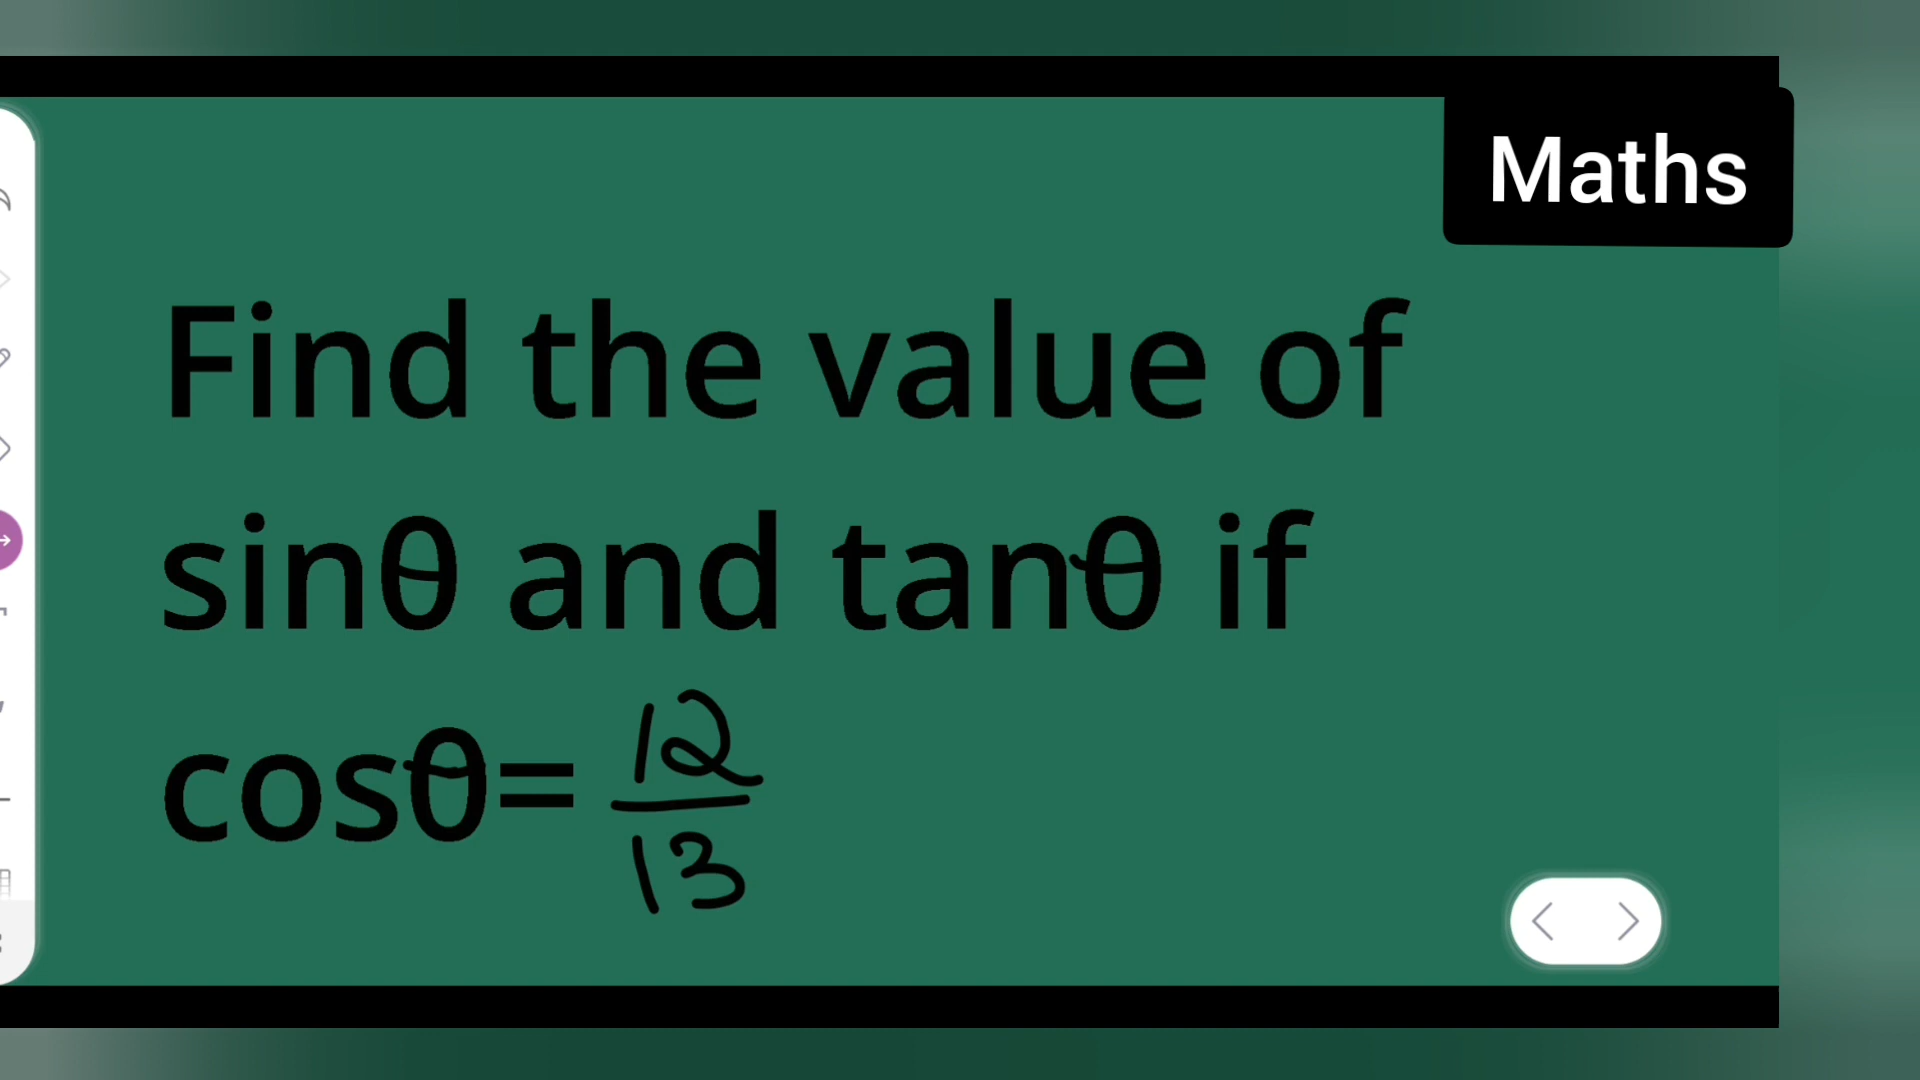 Maths
Find the value of
sinθ and tanθ if
cosθ= 12/13